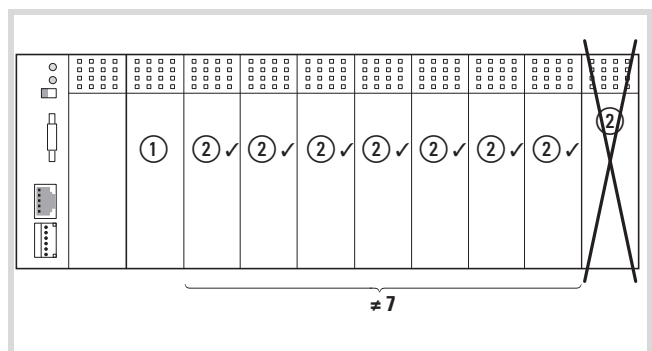 ① ② ✓ ② ✓ ② ✓ ② ✓ ② ✓ ② ✓ ② ✓ ②
≠ 7